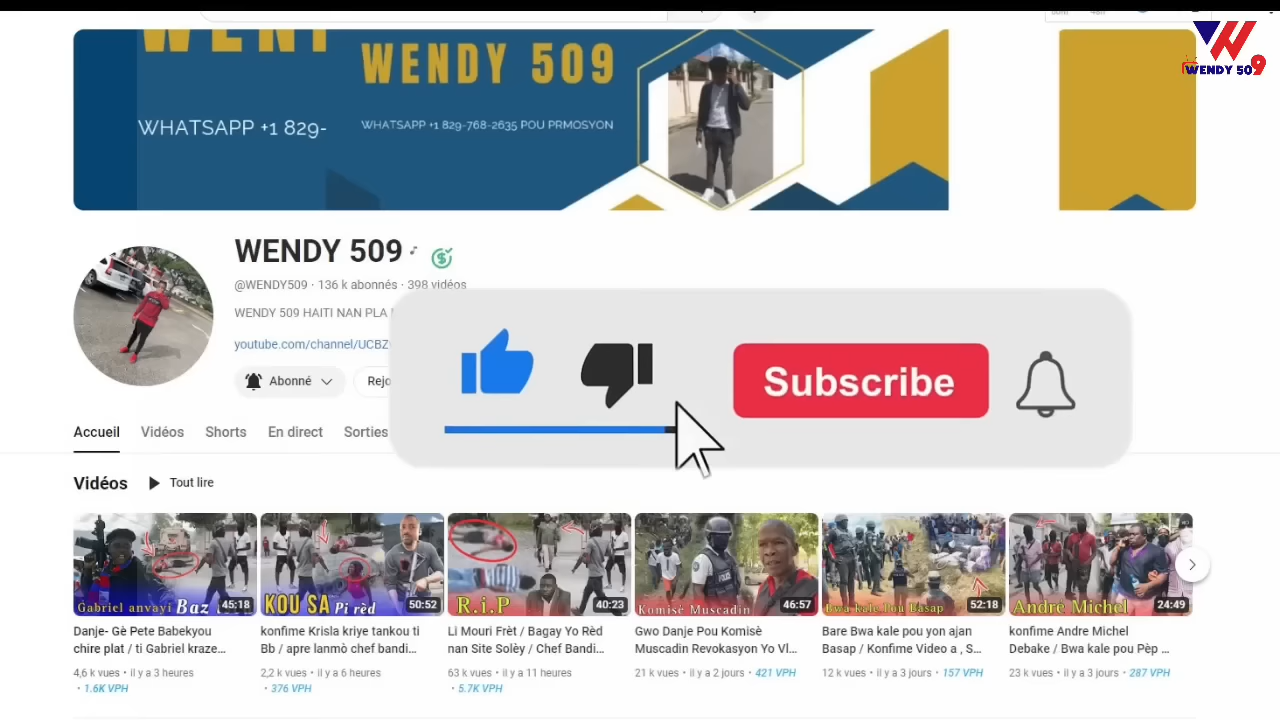 WENDY 509
WENDY 509
WHATSAPP +1 829-
WHATSAPP +1 829-768-2635 POU PRMOSYON
WENDY 509
@WENDY509 · 136 k abonnés · 398 vidéos
WENDY 509 HAITI NAN PLA
youtube.com/channel/UCBZ
Abonné
Rejo
Subscribe
Accueil
Vidéos
Shorts
En direct
Sorties
Vidéos
Tout lire
Gabriel anvayi Baz
45:18
KOU SA Pi rèd
50:52
R.i.P
40:23
POLICE
Komisé Muscadin
46:57
Bwa kale Pou Basap
52:18
Andre Michel
24:49
Danje- Gè Pete Babekyou
chire plat / ti Gabriel kraze...
4,6 k vues • il y a 3 heures
• 1.6K VPH
konfime Krisla kriye tankou ti
Bb / apre lanmò chef bandi...
2,2 k vues • il y a 6 heures
• 376 VPH
Li Mouri Frèt / Bagay Yo Rèd
nan Site Solèy / Chef Bandi...
63 k vues • il y a 11 heures
• 5.7K VPH
Gwo Danje Pou Komisè
Muscadin Revokasyon Yo Vl...
21 k vues • il y a 2 jours • 421 VPH
Bare Bwa kale pou yon ajan
Basap / Konfime Video a , S...
12 k vues • il y a 3 jours • 157 VPH
konfime Andre Michel
Debake / Bwa kale pou Pèp ...
23 k vues • il y a 3 jours • 287 VPH